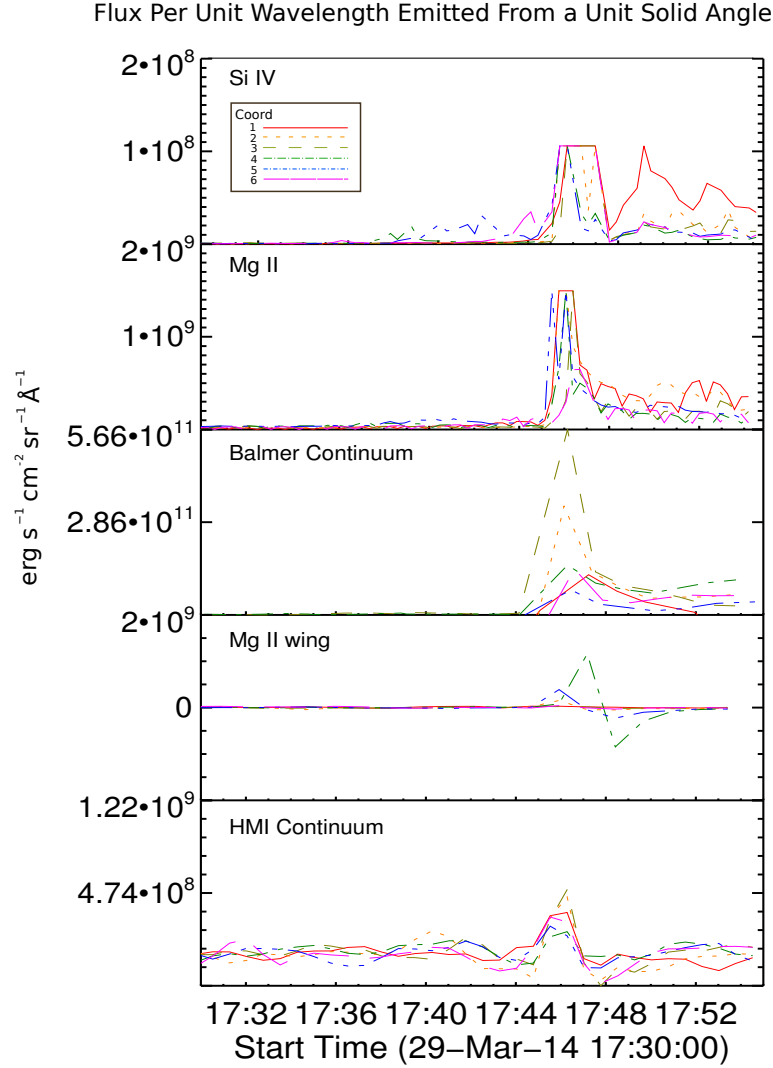 Flux Per Unit Wavelength Emitted From a Unit Solid Angle
2•10⁸
Si IV
Coord
1
2
3
4
5
6
1•10⁸
2•10⁹
Mg II
1•10⁹
erg s⁻¹ cm⁻² sr⁻¹ Å⁻¹
5.66•10¹¹
Balmer Continuum
2.86•10¹¹
2•10⁹
Mg II wing
0
1.22•10⁹
HMI Continuum
4.74•10⁸
17:32 17:36 17:40 17:44 17:48 17:52
Start Time (29–Mar–14 17:30:00)